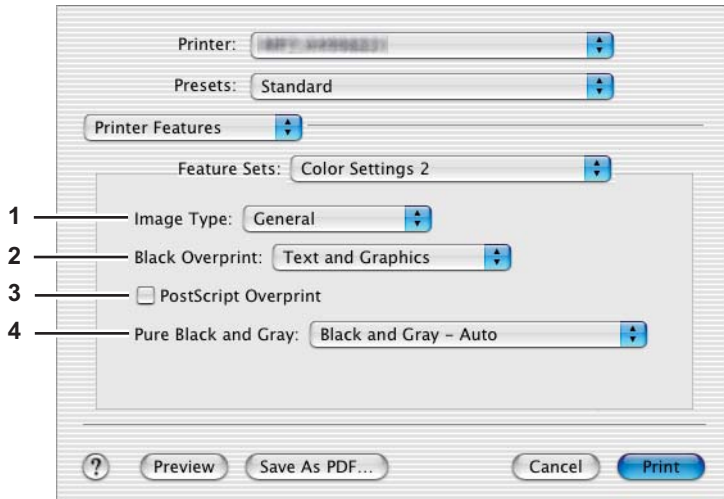 Printer:
Presets: Standard
Printer Features
Feature Sets: Color Settings 2
1 Image Type: General
2 Black Overprint: Text and Graphics
3 PostScript Overprint
4 Pure Black and Gray: Black and Gray – Auto
? Preview Save As PDF... Cancel Print